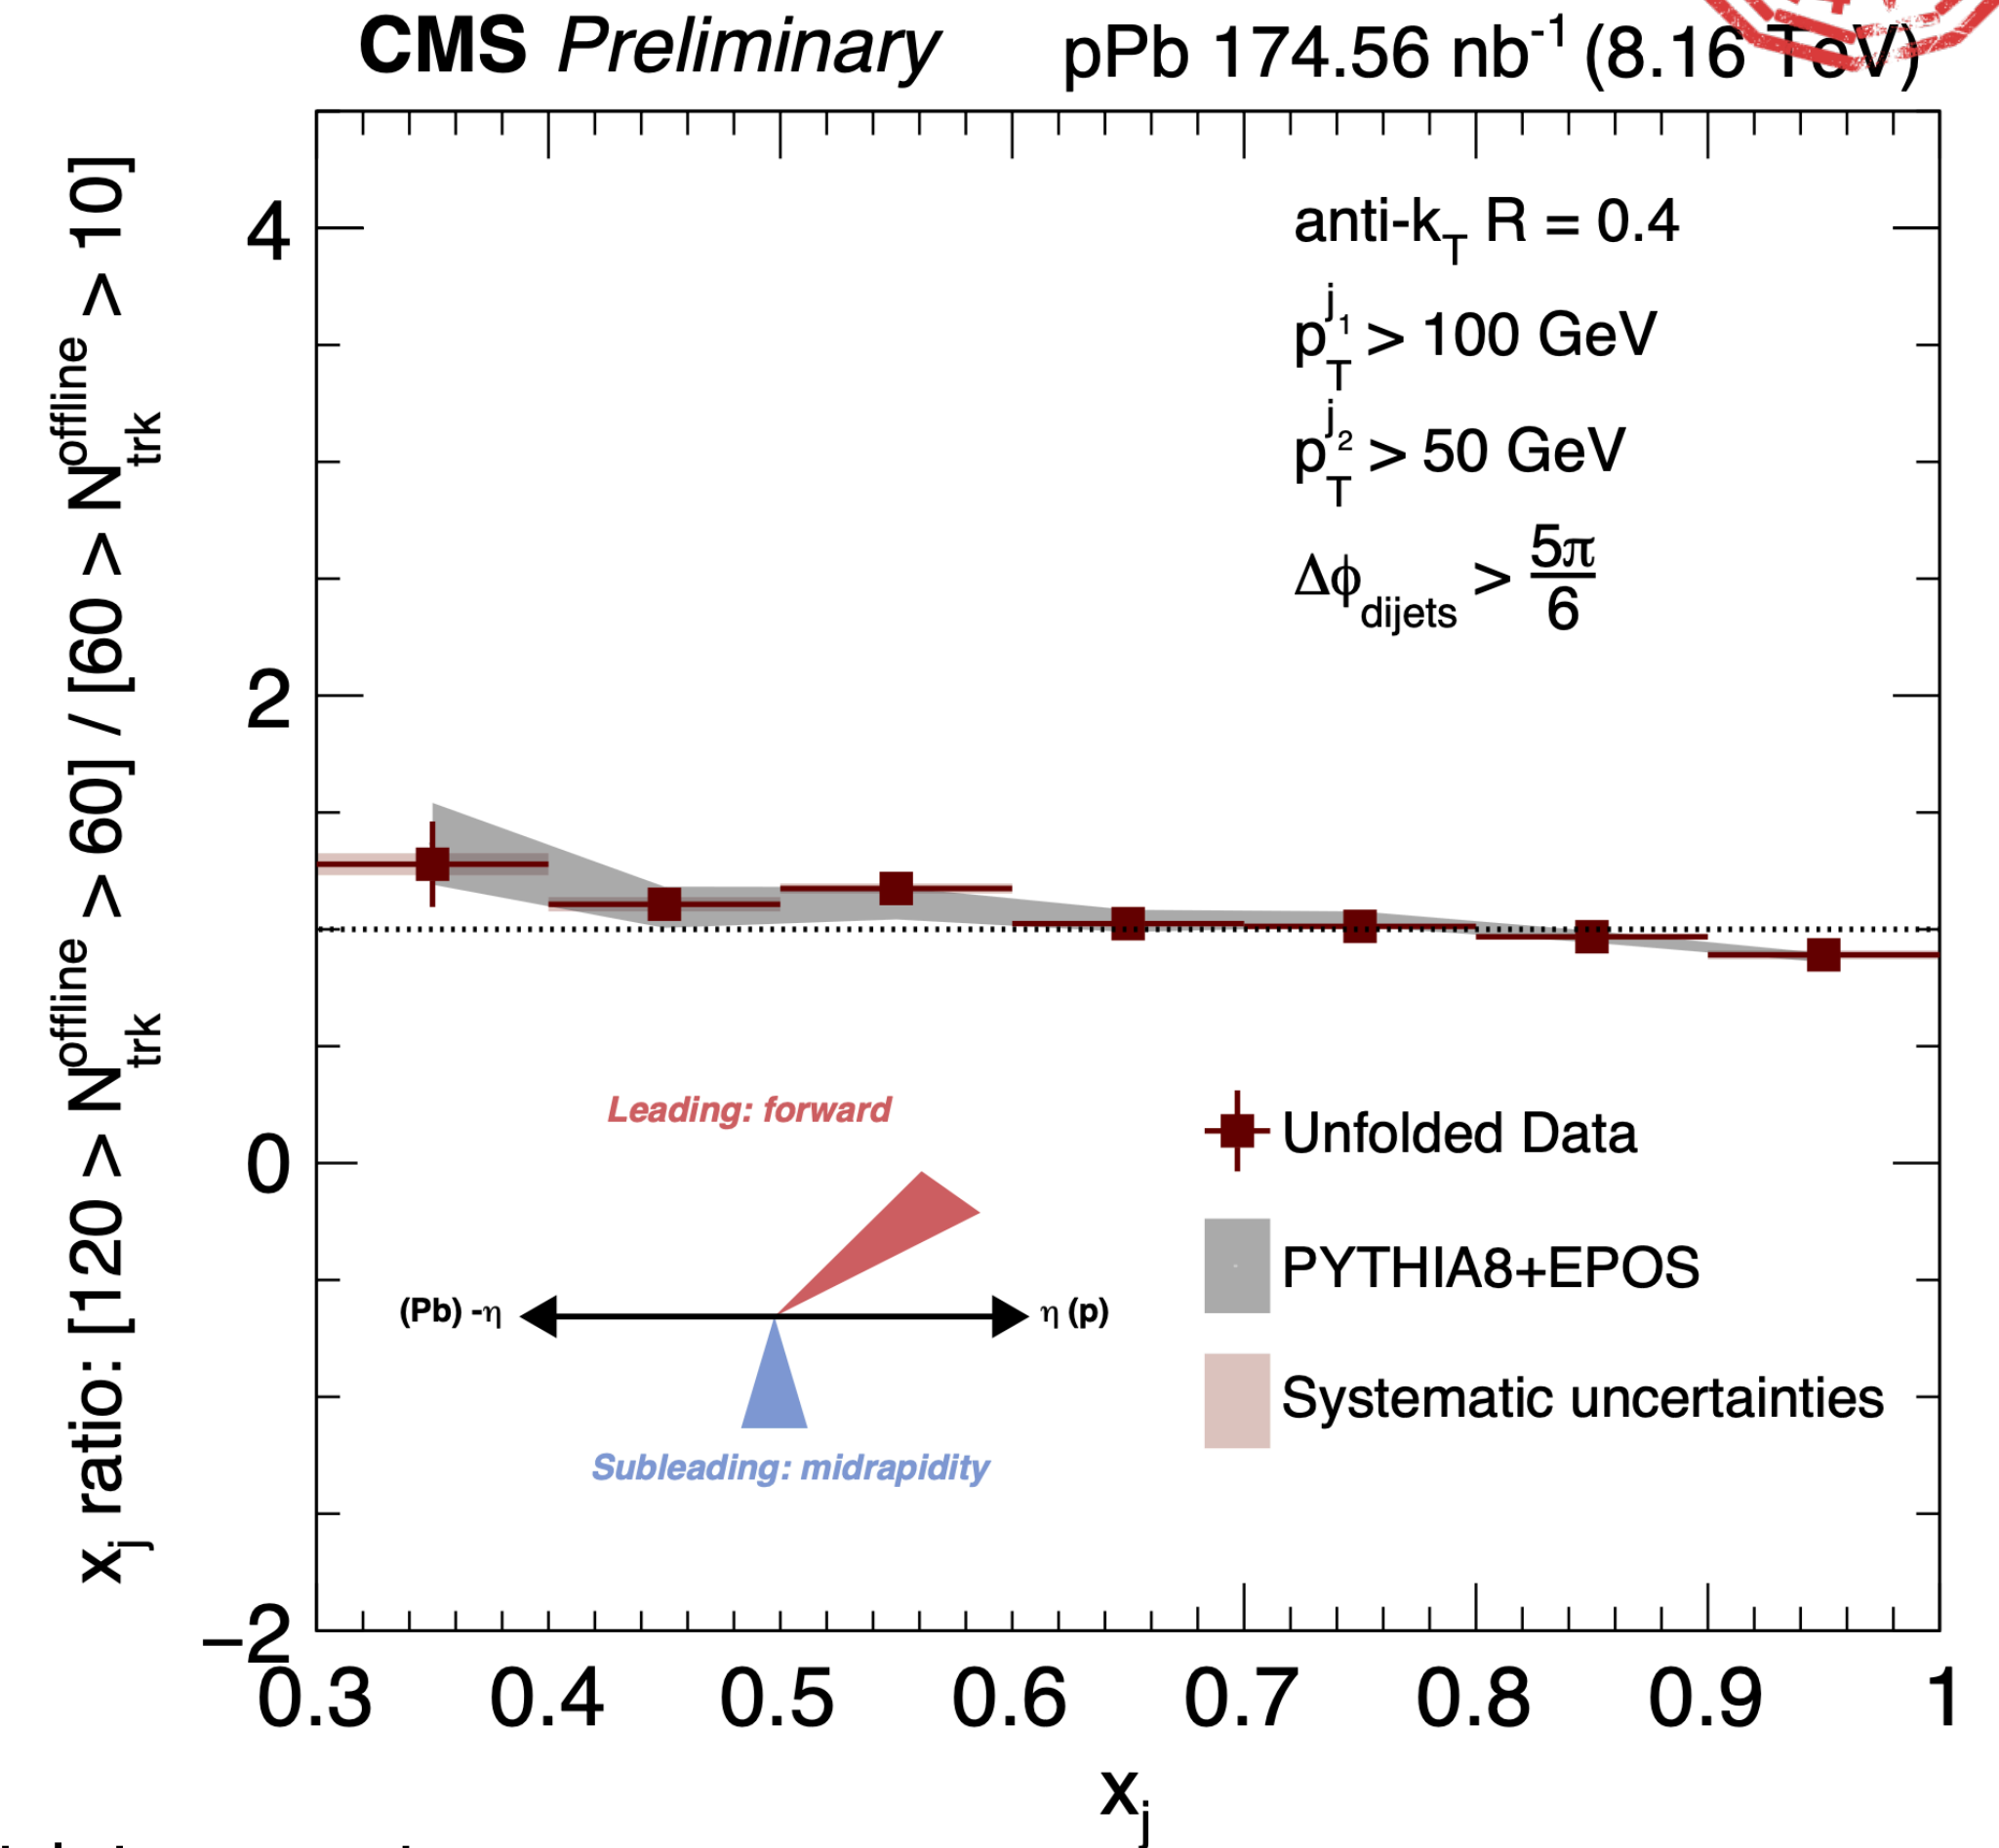 CMS Preliminary pPb 174.56 nb⁻¹ (8.16 TeV)
x_j ratio: [120 > N_trk^offline > 60] / [60 > N_trk^offline > 10]
4
2
0
−2
anti-k_T R = 0.4
p_T^j₁ > 100 GeV
p_T^j₂ > 50 GeV
Δϕ_dijets > 5π/6
Leading: forward
(Pb) -η
η (p)
Subleading: midrapidity
Unfolded Data
PYTHIA8+EPOS
Systematic uncertainties
0.3 0.4 0.5 0.6 0.7 0.8 0.9 1
x_j